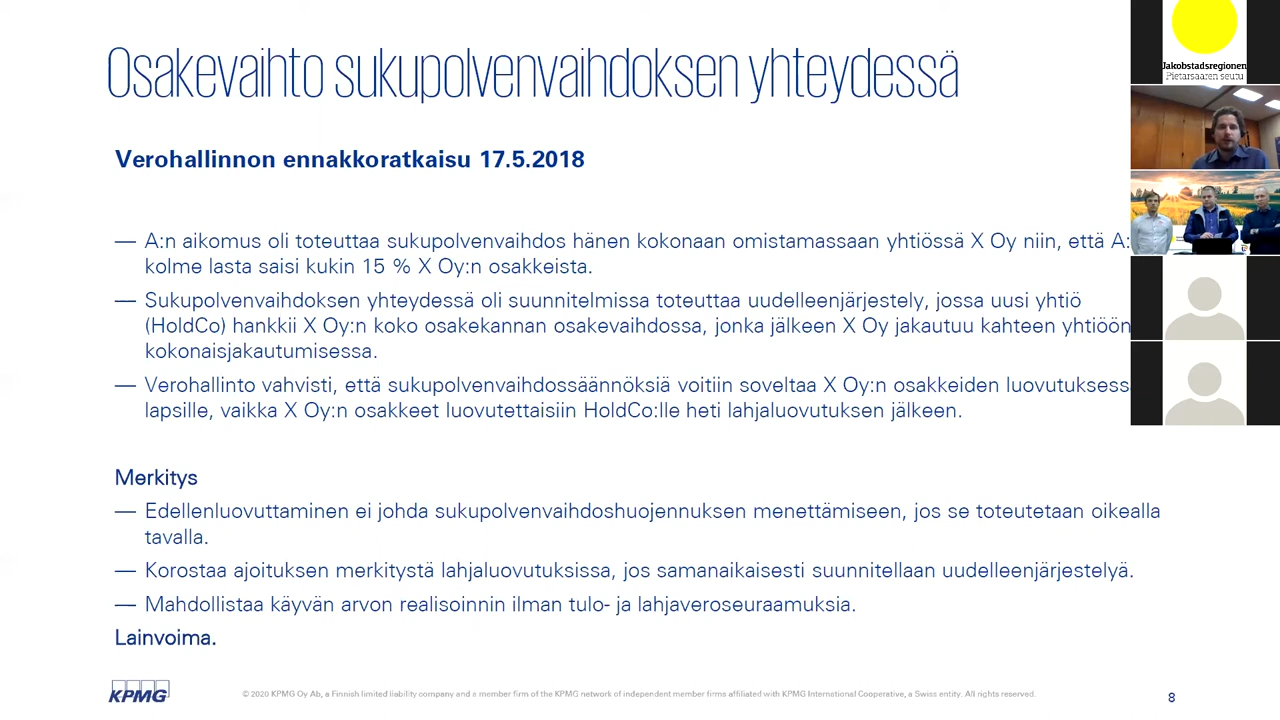 Osakevaihto sukupolvenvaihdoksen yhteydessä
Verohallinnon ennakkoratkaisu 17.5.2018
— A:n aikomus oli toteuttaa sukupolvenvaihdos hänen kokonaan omistamassaan yhtiössä X Oy niin, että A:
kolme lasta saisi kukin 15 % X Oy:n osakkeista.
— Sukupolvenvaihdoksen yhteydessä oli suunnitelmissa toteuttaa uudelleenjärjestely, jossa uusi yhtiö
(HoldCo) hankkii X Oy:n koko osakekannan osakevaihdossa, jonka jälkeen X Oy jakautuu kahteen yhtiöön
kokonaisjakautumisessa.
— Verohallinto vahvisti, että sukupolvenvaihdossäännöksiä voitiin soveltaa X Oy:n osakkeiden luovutuksess
lapsille, vaikka X Oy:n osakkeet luovutettaisiin HoldCo:lle heti lahjaluovutuksen jälkeen.
Merkitys
— Edellenluovuttaminen ei johda sukupolvenvaihdoshuojennuksen menettämiseen, jos se toteutetaan oikealla
tavalla.
— Korostaa ajoituksen merkitystä lahjaluovutuksissa, jos samanaikaisesti suunnitellaan uudelleenjärjestelyä.
— Mahdollistaa käyvän arvon realisoinnin ilman tulo- ja lahjaveroseuraamuksia.
Lainvoima.
KPMG
© 2020 KPMG Oy Ab, a Finnish limited liability company and a member firm of the KPMG network of independent member firms affiliated with KPMG International Cooperative, a Swiss entity. All rights reserved.
8
Jakobstadsregionen
Pietarsaaren seutu